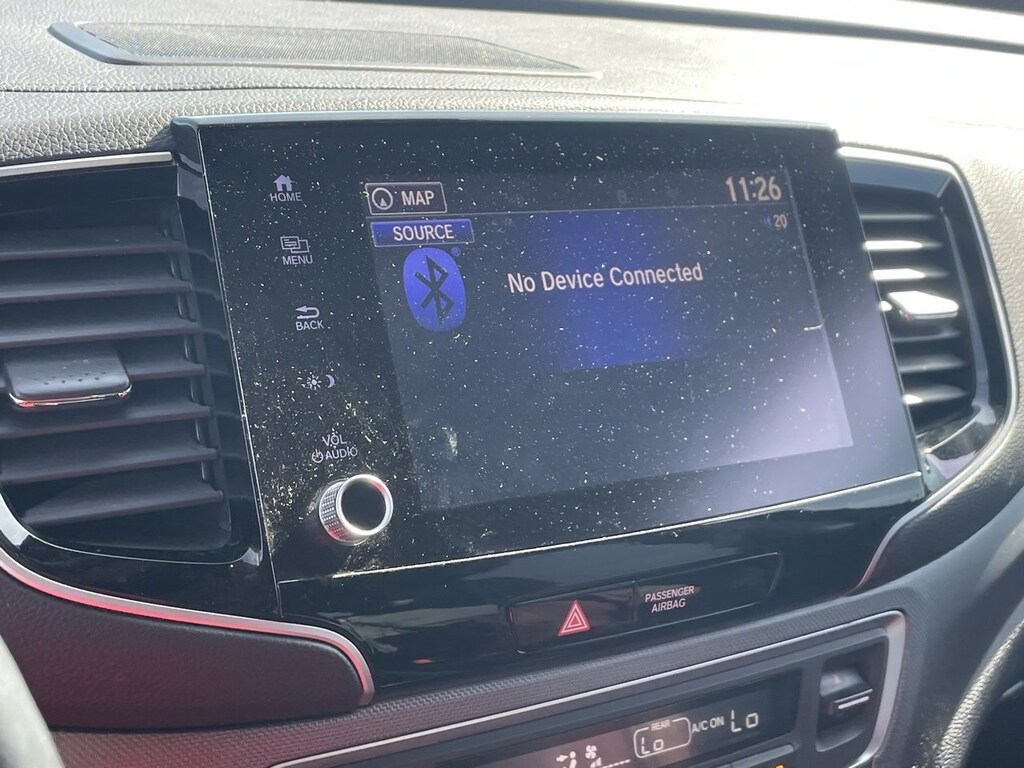 HOME
MAP
11:26
SOURCE
20
MENU
No Device Connected
BACK
VOL
AUDIO
PASSENGER
AIRBAG
REAR
Lo
A/C ON
Lo